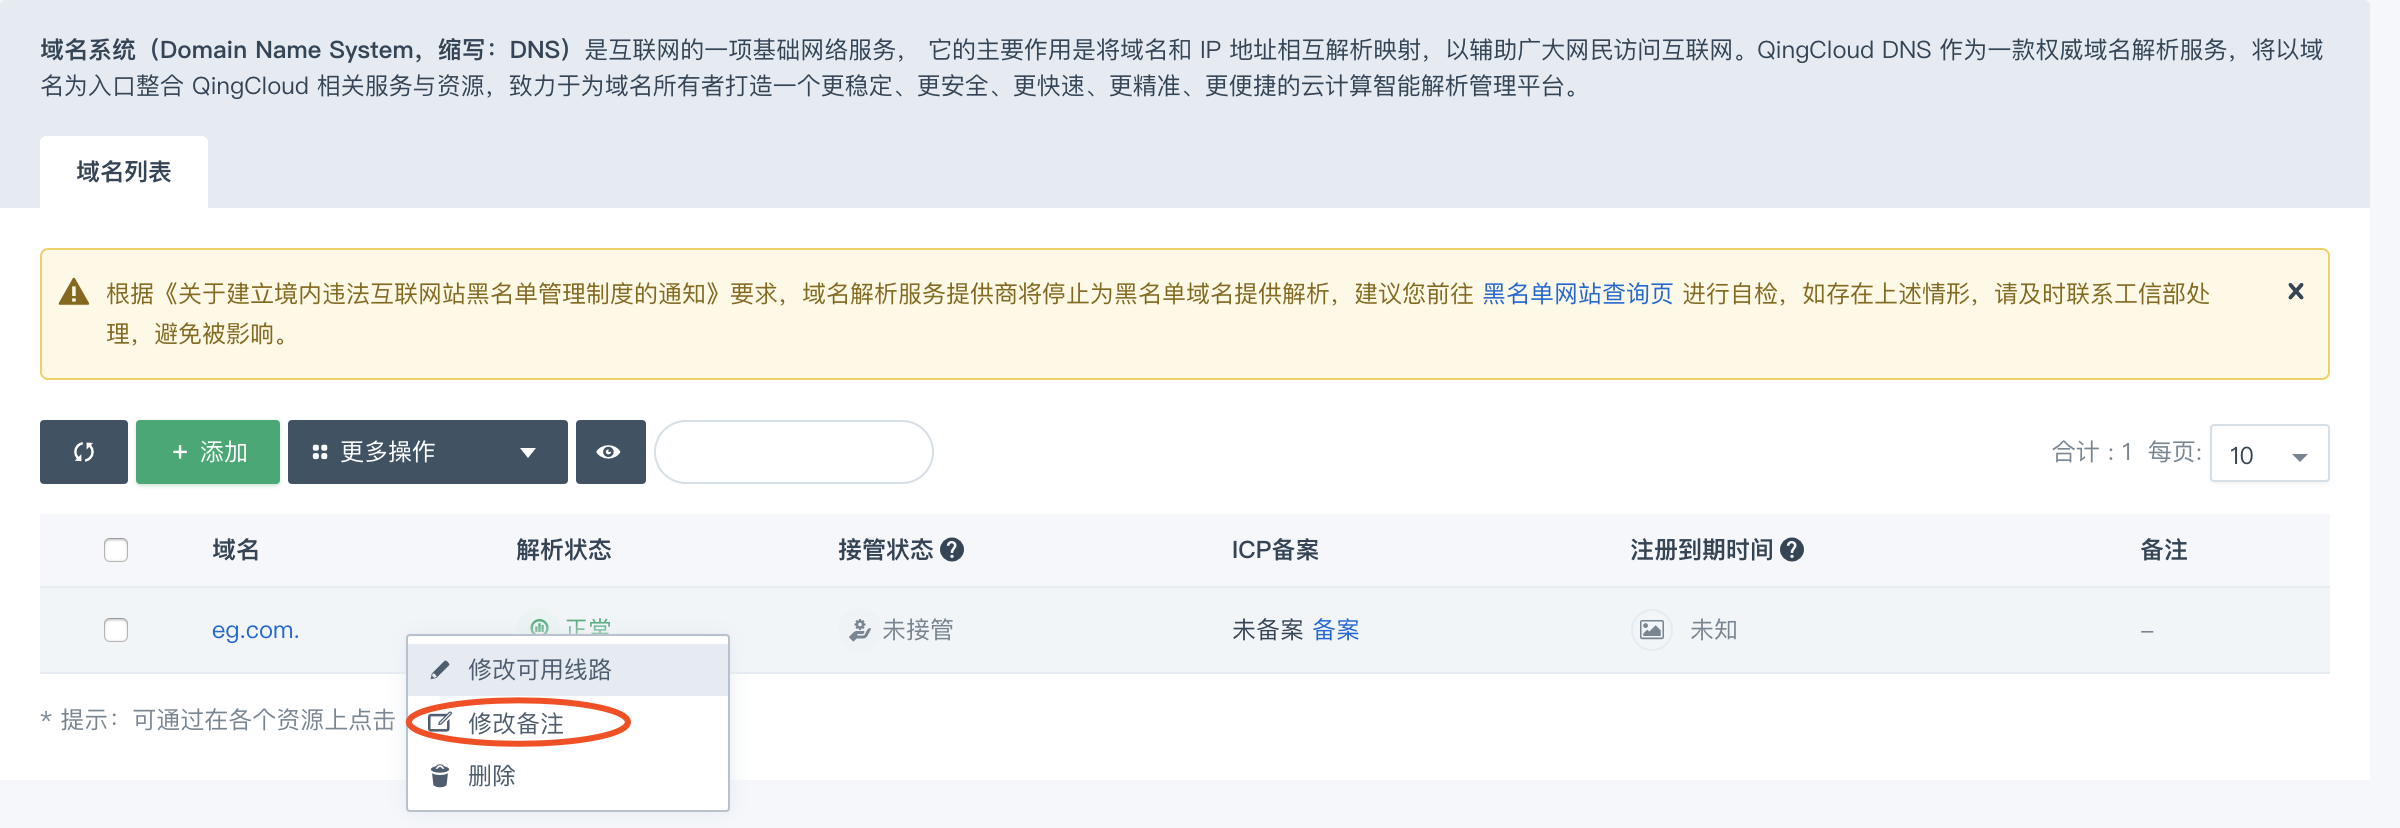 域名系统（Domain Name System，缩写：DNS）是互联网的一项基础网络服务， 它的主要作用是将域名和 IP 地址相互解析映射，以辅助广大网民访问互联网。QingCloud DNS 作为一款权威域名解析服务，将以域
名为入口整合 QingCloud 相关服务与资源，致力于为域名所有者打造一个更稳定、更安全、更快速、更精准、更便捷的云计算智能解析管理平台。
域名列表
根据《关于建立境内违法互联网站黑名单管理制度的通知》要求，域名解析服务提供商将停止为黑名单域名提供解析，建议您前往 黑名单网站查询页 进行自检，如存在上述情形，请及时联系工信部处
理，避免被影响。
+ 添加 更多操作 合计 : 1 每页: 10
域名 解析状态 接管状态 ICP备案 注册到期时间 备注
eg.com. 正常 未接管 未备案 备案 未知 –
修改可用线路
* 提示：可通过在各个资源上点击
修改备注
删除